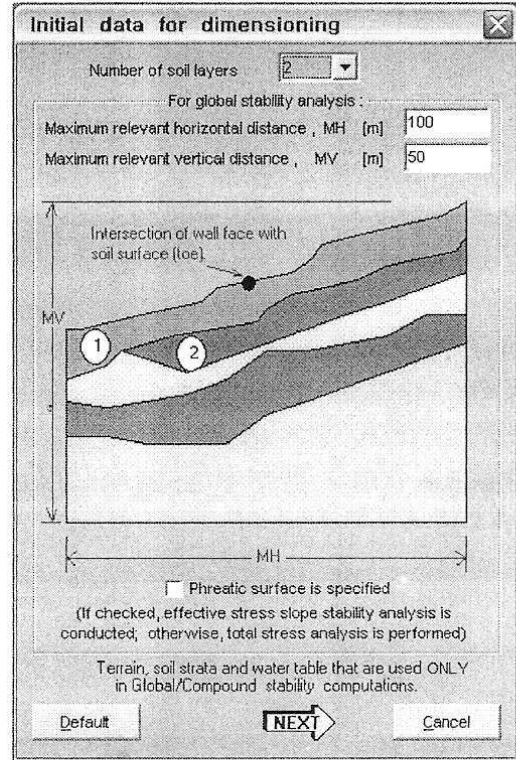 Initial data for dimensioning
Number of soil layers 2
For global stability analysis :
Maximum relevant horizontal distance , MH [m] 100
Maximum relevant vertical distance , MV [m] 50
Intersection of wall face with
soil surface (toe).
MV
1
2
MH
Phreatic surface is specified
(If checked, effective stress slope stability analysis is
conducted; otherwise, total stress analysis is performed)
Terrain, soil strata and water table that are used ONLY
in Global/Compound stability computations.
Default NEXT Cancel